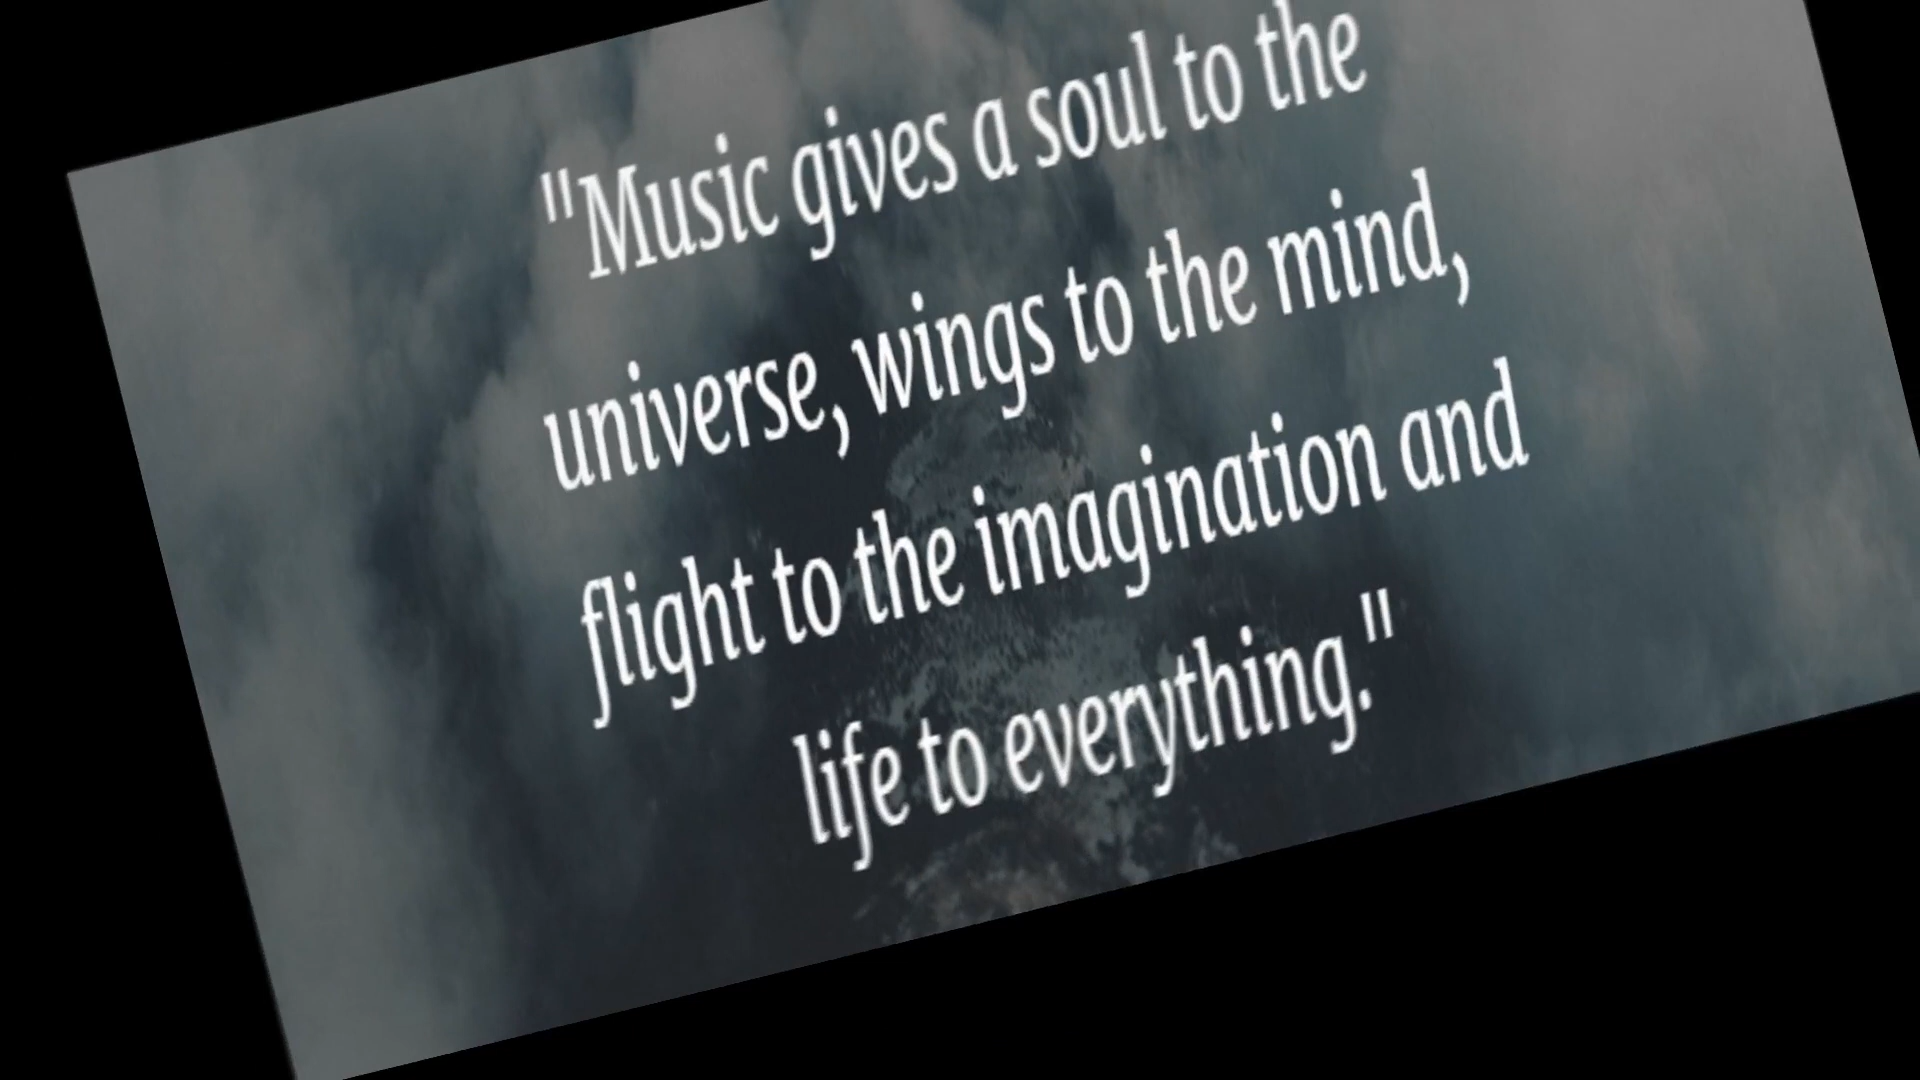 "Music gives a soul to the
universe, wings to the mind,
flight to the imagination and
life to everything."